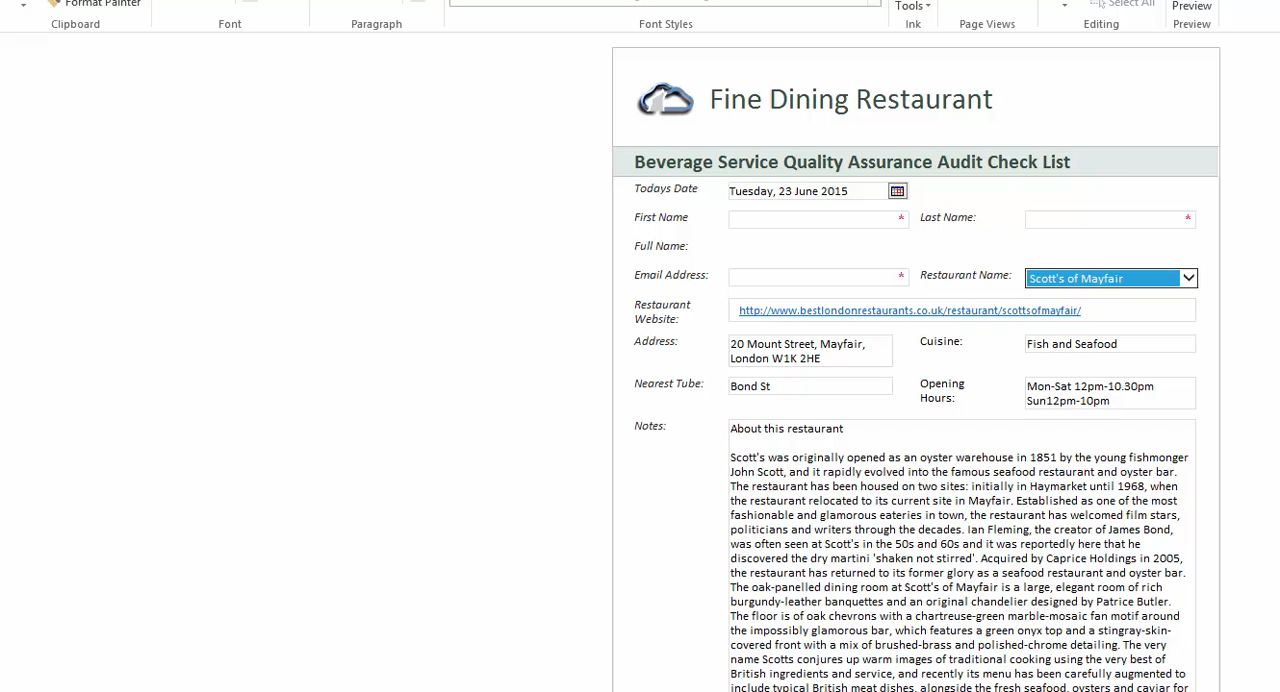 Format Painter
Tools
Select All
Preview
Clipboard
Font
Paragraph
Font Styles
Ink
Page Views
Editing
Preview
Fine Dining Restaurant
Beverage Service Quality Assurance Audit Check List
Todays Date
Tuesday, 23 June 2015
First Name
*
Last Name:
*
Full Name:
Email Address:
*
Restaurant Name:
Scott's of Mayfair
Restaurant
Website:
http://www.bestlondonrestaurants.co.uk/restaurant/scottsofmayfair/
Address:
20 Mount Street, Mayfair,
London W1K 2HE
Cuisine:
Fish and Seafood
Nearest Tube:
Bond St
Opening
Hours:
Mon-Sat 12pm-10.30pm
Sun12pm-10pm
Notes:
About this restaurant
Scott's was originally opened as an oyster warehouse in 1851 by the young fishmonger
John Scott, and it rapidly evolved into the famous seafood restaurant and oyster bar.
The restaurant has been housed on two sites: initially in Haymarket until 1968, when
the restaurant relocated to its current site in Mayfair. Established as one of the most
fashionable and glamorous eateries in town, the restaurant has welcomed film stars,
politicians and writers through the decades. Ian Fleming, the creator of James Bond,
was often seen at Scott's in the 50s and 60s and it was reportedly here that he
discovered the dry martini 'shaken not stirred'. Acquired by Caprice Holdings in 2005,
the restaurant has returned to its former glory as a seafood restaurant and oyster bar.
The oak-panelled dining room at Scott's of Mayfair is a large, elegant room of rich
burgundy-leather banquettes and an original chandelier designed by Patrice Butler.
The floor is of oak chevrons with a chartreuse-green marble-mosaic fan motif around
the impossibly glamorous bar, which features a green onyx top and a stingray-skin-
covered front with a mix of brushed-brass and polished-chrome detailing. The very
name Scotts conjures up warm images of traditional cooking using the very best of
British ingredients and service, and recently its menu has been carefully augmented to
include typical British meat dishes, alongside the fresh seafood, oysters and caviar for